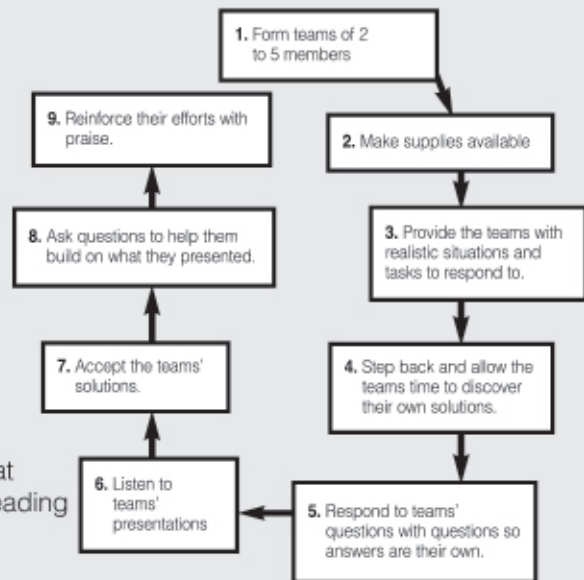 1. Form teams of 2
to 5 members
2. Make supplies available
3. Provide the teams with
realistic situations and
tasks to respond to.
4. Step back and allow the
teams time to discover
their own solutions.
5. Respond to teams'
questions with questions so
answers are their own.
6. Listen to
teams'
presentations
7. Accept the teams'
solutions.
8. Ask questions to help them
build on what they presented.
9. Reinforce their efforts with
praise.